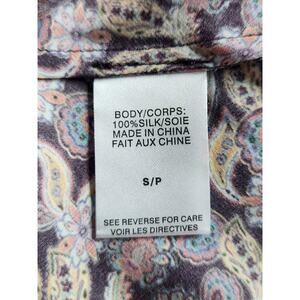 BODY/CORPS:
100%SILK/SOIE
MADE IN CHINA
FAIT AUX CHINE
S/P
SEE REVERSE FOR CARE
VOIR LES DIRECTIVES